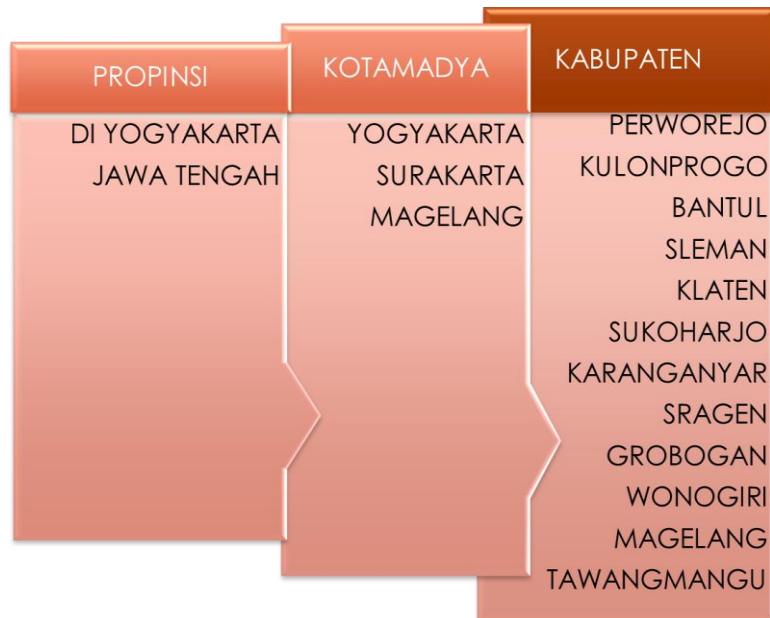 PROPINSI
DI YOGYAKARTA
JAWA TENGAH
KOTAMADYA
YOGYAKARTA
SURAKARTA
MAGELANG
KABUPATEN
PERWOREJO
KULONPROGO
BANTUL
SLEMAN
KLATEN
SUKOHARJO
KARANGANYAR
SRAGEN
GROBOGAN
WONOGIRI
MAGELANG
TAWANGMANGU